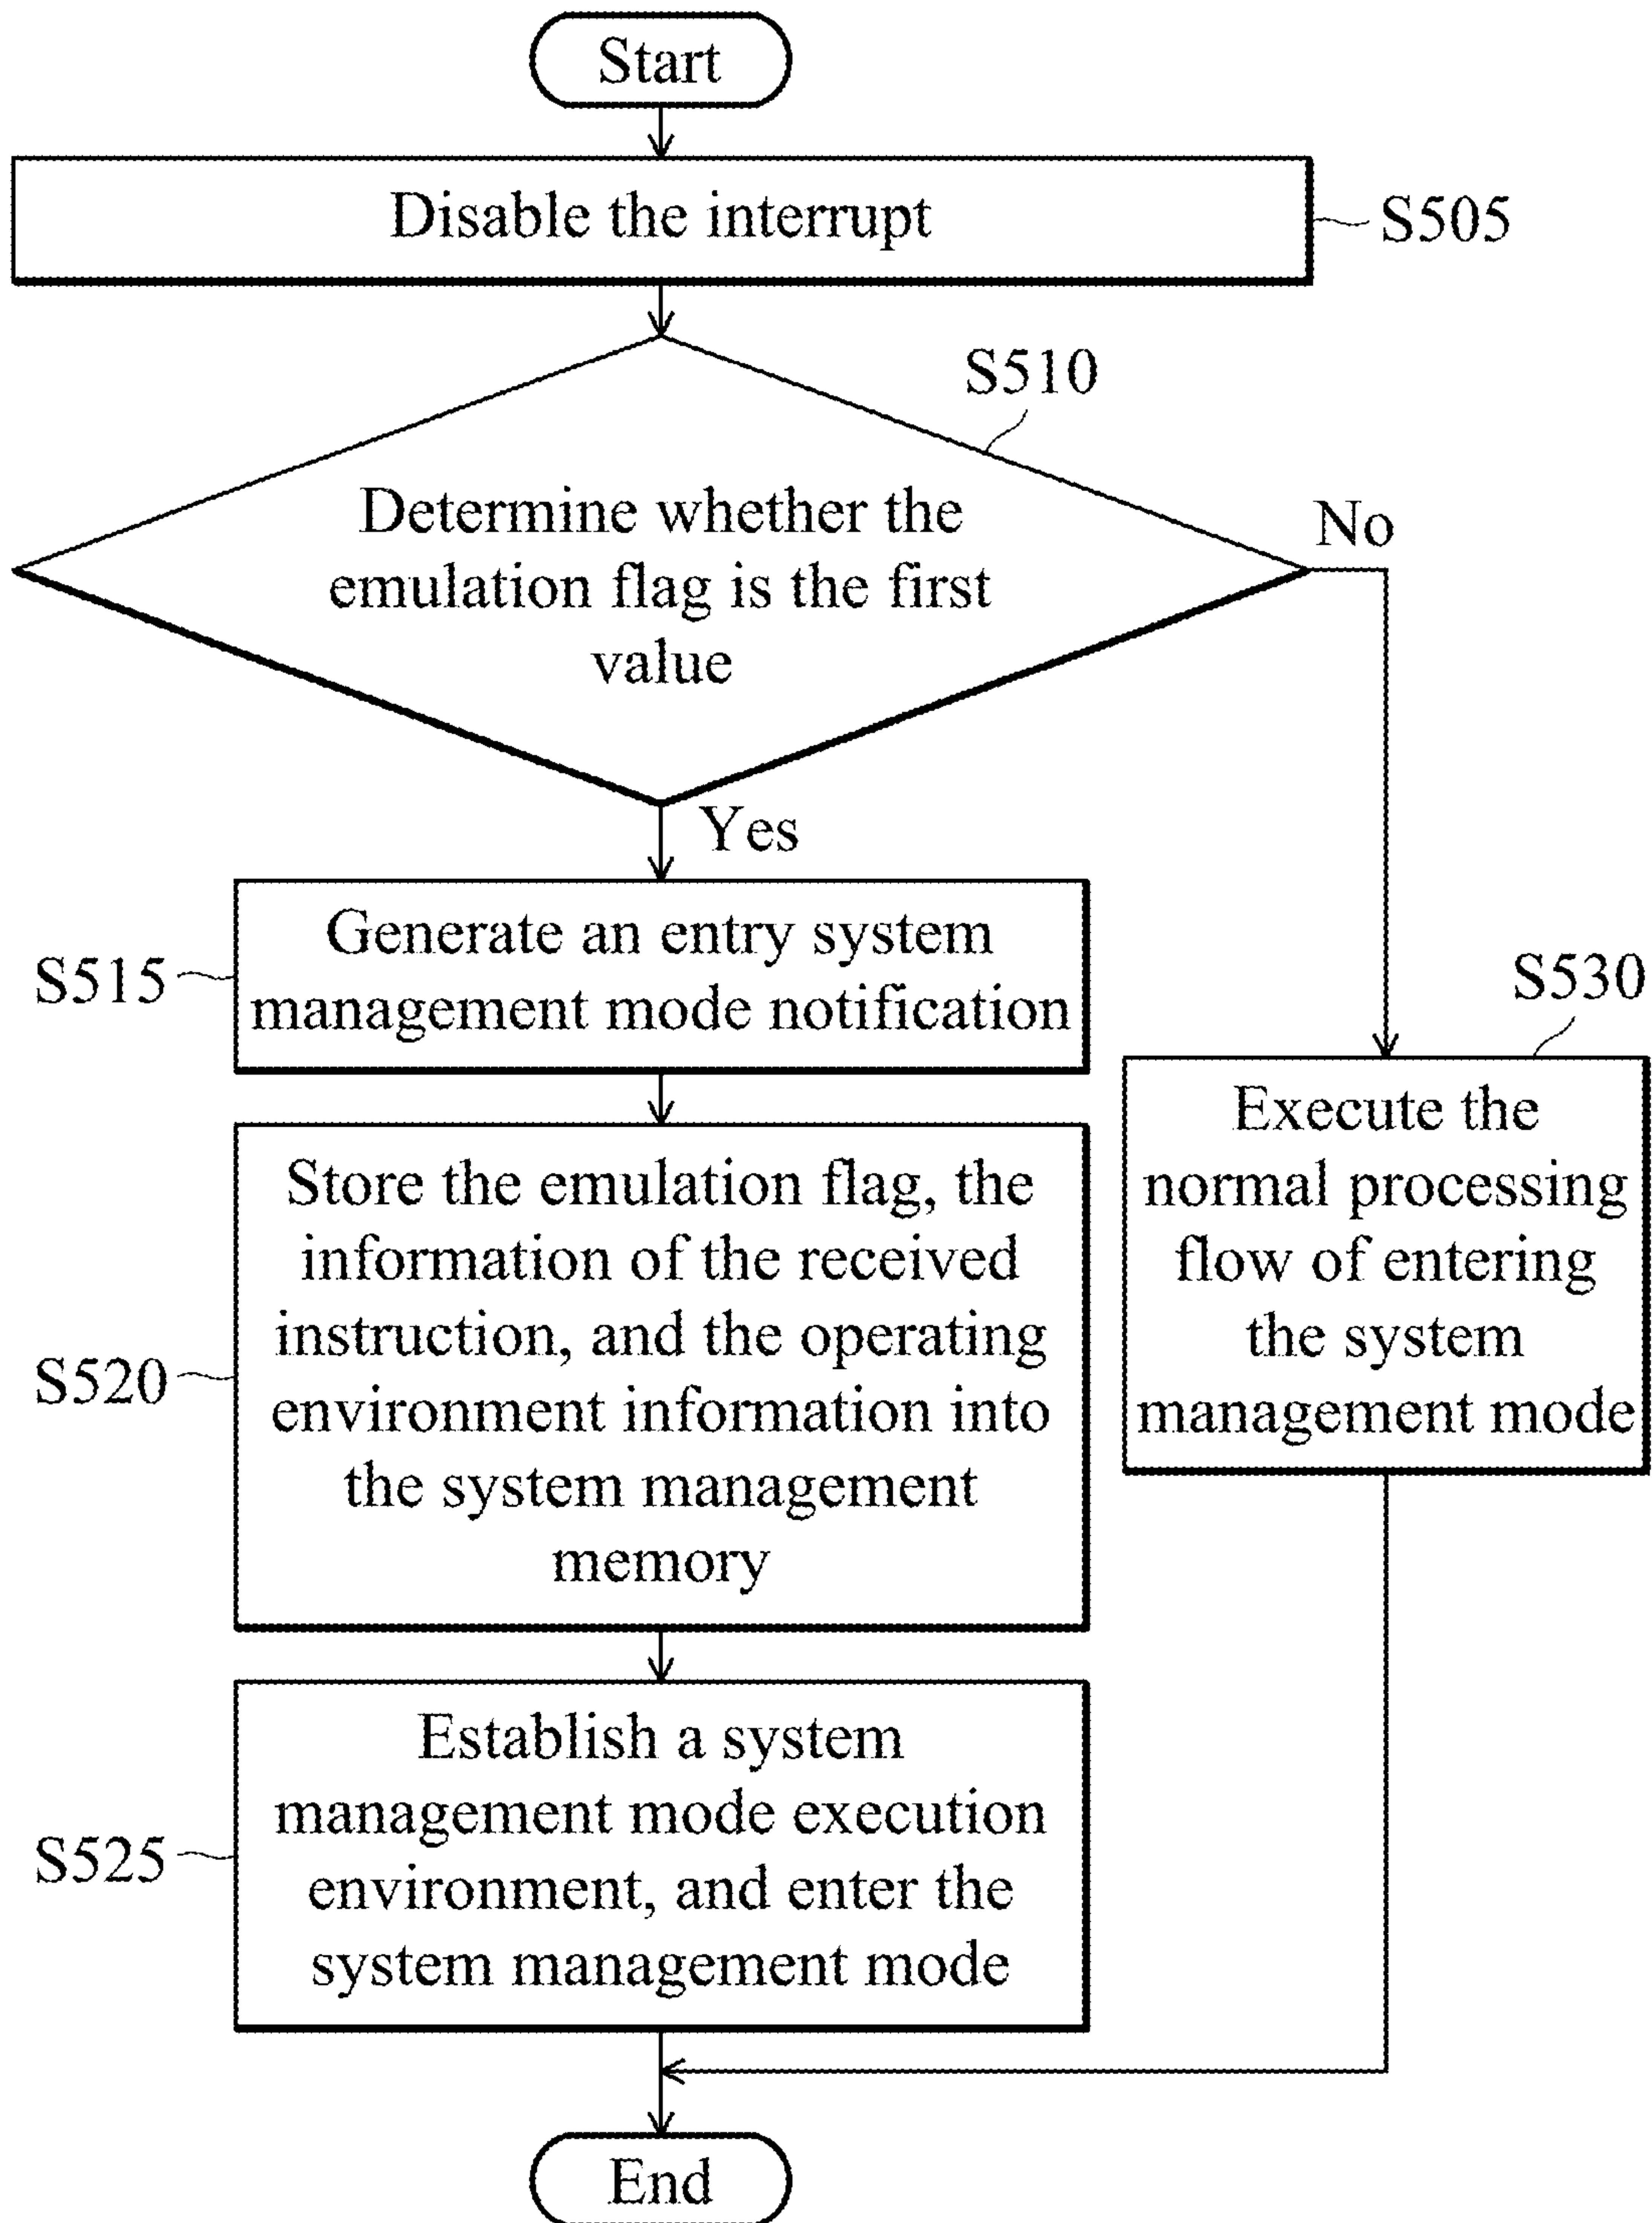 Start
Disable the interrupt
S505
S510
Determine whether the
emulation flag is the first
value
No
Yes
Generate an entry system
management mode notification
S515
S530
Execute the
normal processing
flow of entering
the system
management mode
Store the emulation flag, the
information of the received
instruction, and the operating
environment information into
the system management
memory
S520
Establish a system
management mode execution
environment, and enter the
system management mode
S525
End